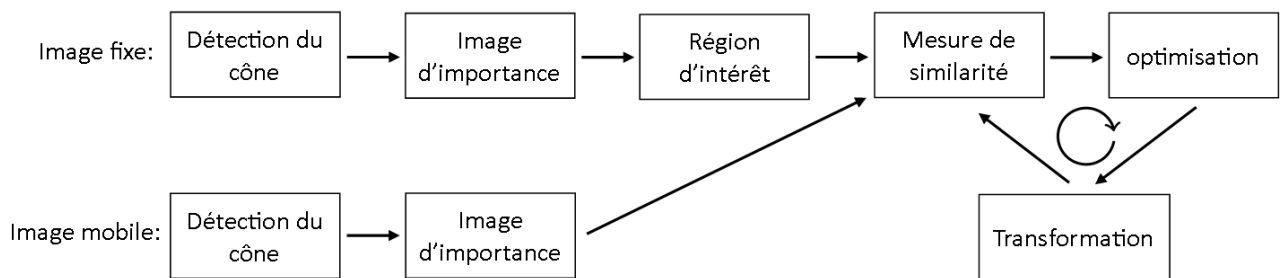 Image fixe:
Détection du
cône
Image
d'importance
Région
d'intérêt
Mesure de
similarité
optimisation
Image mobile:
Détection du
cône
Image
d'importance
Transformation